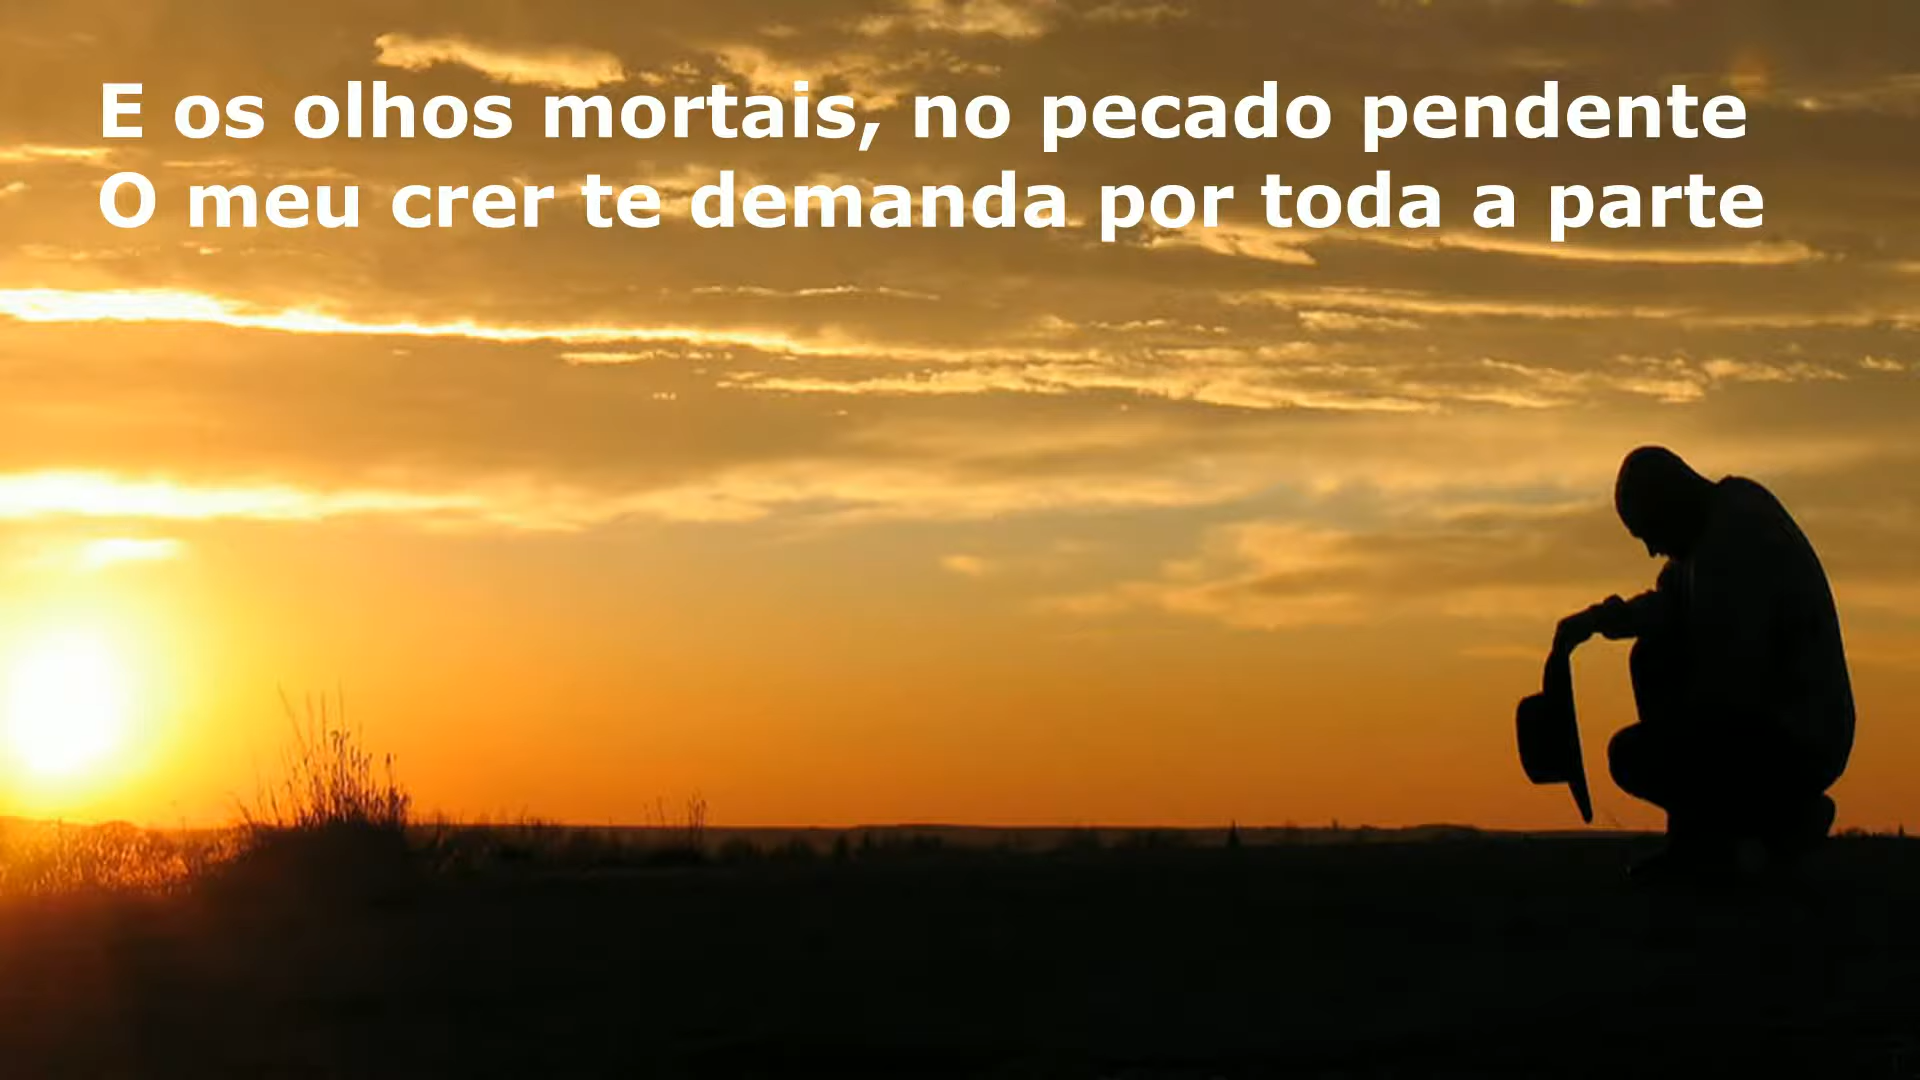 E os olhos mortais, no pecado pendente
O meu crer te demanda por toda a parte